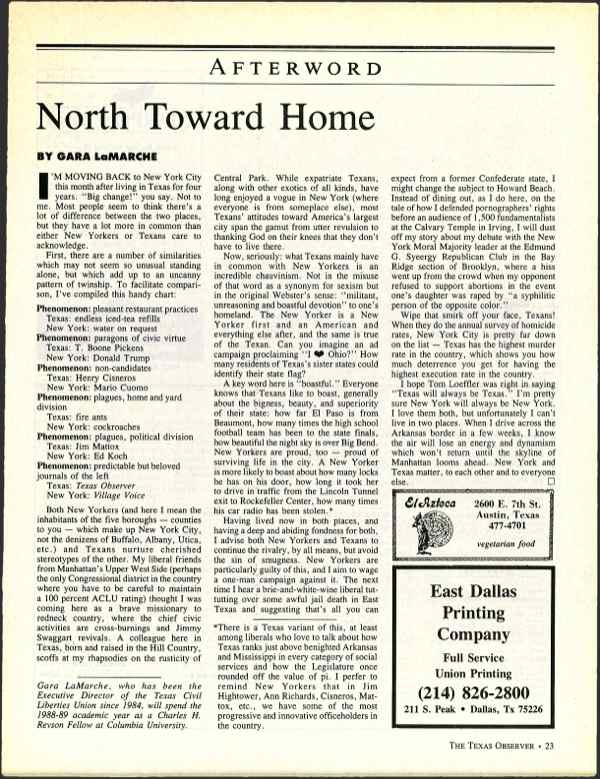 AFTERWORD
North Toward Home
BY GARA LaMARCHE
I'M MOVING BACK to New York City
this month after living in Texas for four
years. "Big change!" you say. Not to
me. Most people seem to think there's a
lot of difference between the two places,
but they have a lot more in common than
either New Yorkers or Texans care to
acknowledge.
First, there are a number of similarities
which may not seem so unusual standing
alone, but which add up to an uncanny
pattern of twinship. To facilitate compari-
son, I've compiled this handy chart:
Phenomenon: pleasant restaurant practices
Texas: endless iced-tea refills
New York: water on request
Phenomenon: paragons of civic virtue
Texas: T. Boone Pickens
New York: Donald Trump
Phenomenon: non-candidates
Texas: Henry Cisneros
New York: Mario Cuomo
Phenomenon: plagues, home and yard
division
Texas: fire ants
New York: cockroaches
Phenomenon: plagues, political division
Texas: Jim Mattox
New York: Ed Koch
Phenomenon: predictable but beloved
journals of the left
Texas: Texas Observer
New York: Village Voice
Both New Yorkers (and here I mean the
inhabitants of the five boroughs — counties
to you — which make up New York City,
not the denizens of Buffalo, Albany, Utica,
etc.) and Texans nurture cherished
stereotypes of the other. My liberal friends
from Manhattan's Upper West Side (perhaps
the only Congressional district in the country
where you have to be careful to maintain
a 100 percent ACLU rating) thought I was
coming here as a brave missionary to
redneck country, where the chief civic
activities are cross-burnings and Jimmy
Swaggart revivals. A colleague here in
Texas, born and raised in the Hill Country,
scoffs at my rhapsodies on the rusticity of
Gara LaMarche, who has been the
Executive Director of the Texas Civil
Liberties Union since 1984, will spend the
1988-89 academic year as a Charles H.
Revson Fellow at Columbia University.
Central Park. While expatriate Texans,
along with other exotics of all kinds, have
long enjoyed a vogue in New York (where
everyone is from someplace else), most
Texans' attitudes toward America's largest
city span the gamut from utter revulsion to
thanking God on their knees that they don't
have to live there.
Now, seriously: what Texans mainly have
in common with New Yorkers is an
incredible chauvinism. Not in the misuse
of that word as a synonym for sexism but
in the original Webster's sense: "militant,
unreasoning and boastful devotion" to one's
homeland. The New Yorker is a New
Yorker first and an American and
everything else after, and the same is true
of the Texan. Can you imagine an ad
campaign proclaiming "I ❤ Ohio?" How
many residents of Texas's sister states could
identify their state flag?
A key word here is "boastful." Everyone
knows that Texans like to boast, generally
about the bigness, beauty, and superiority
of their state: how far El Paso is from
Beaumont, how many times the high school
football team has been to the state finals,
how beautiful the night sky is over Big Bend.
New Yorkers are proud, too — proud of
surviving life in the city. A New Yorker
is more likely to boast about how many locks
he has on his door, how long it took her
to drive in traffic from the Lincoln Tunnel
exit to Rockefeller Center, how many times
his car radio has been stolen.*
Having lived now in both places, and
having a deep and abiding fondness for both,
I advise both New Yorkers and Texans to
continue the rivalry, by all means, but avoid
the sin of smugness. New Yorkers are
particularly guilty of this, and I aim to wage
a one-man campaign against it. The next
time I hear a brie-and-white-wine liberal tut-
tutting over some awful jail death in East
Texas and suggesting that's all you can
*There is a Texas variant of this, at least
among liberals who love to talk about how
Texas ranks just above benighted Arkansas
and Mississippi in every category of social
services and how the Legislature once
rounded off the value of pi. I prefer to
remind New Yorkers that in Jim
Hightower, Ann Richards, Cisneros, Mat-
tox, etc., we have some of the most
progressive and innovative officeholders in
the country.
expect from a former Confederate state, I
might change the subject to Howard Beach.
Instead of dining out, as I do here, on the
tale of how I defended pornographers' rights
before an audience of 1,500 fundamentalists
at the Calvary Temple in Irving, I will dust
off my story about my debate with the New
York Moral Majority leader at the Edmund
G. Syeergy Republican Club in the Bay
Ridge section of Brooklyn, where a hiss
went up from the crowd when my opponent
refused to support abortions in the event
one's daughter was raped by "a syphilitic
person of the opposite color."
Wipe that smirk off your face, Texans!
When they do the annual survey of homicide
rates, New York City is pretty far down
on the list — Texas has the highest murder
rate in the country, which shows you how
much deterrence you get for having the
highest execution rate in the country.
I hope Tom Loeffler was right in saying
"Texas will always be Texas." I'm pretty
sure New York will always be New York.
I love them both, but unfortunately I can't
live in two places. When I drive across the
Arkansas border in a few weeks, I know
the air will lose an energy and dynamism
which won't return until the skyline of
Manhattan looms ahead. New York and
Texas matter, to each other and to everyone
else. □
El Azteca
2600 E. 7th St.
Austin, Texas
477-4701
vegetarian food
East Dallas
Printing
Company
Full Service
Union Printing
(214) 826-2800
211 S. Peak • Dallas, Tx 75226
THE TEXAS OBSERVER • 23